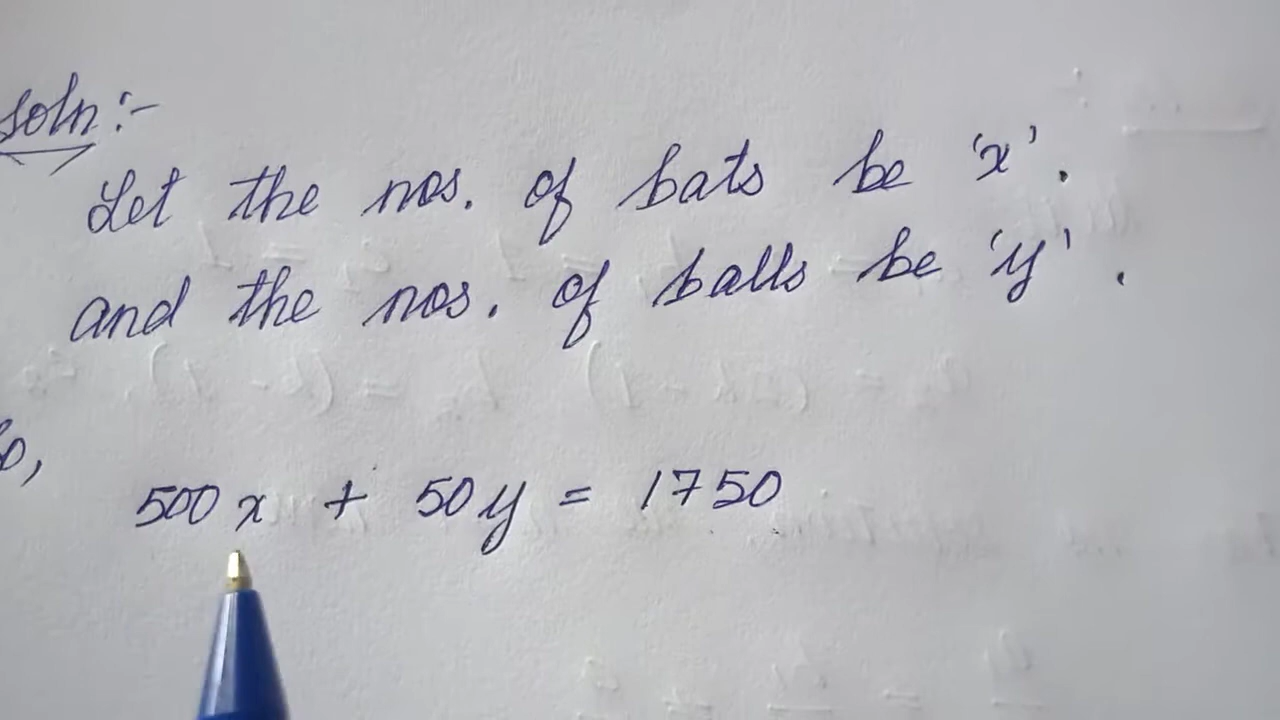 soln :-
Let the nos. of bats be 'x'.
and the nos. of balls be 'y'.
500x + 50y = 1750